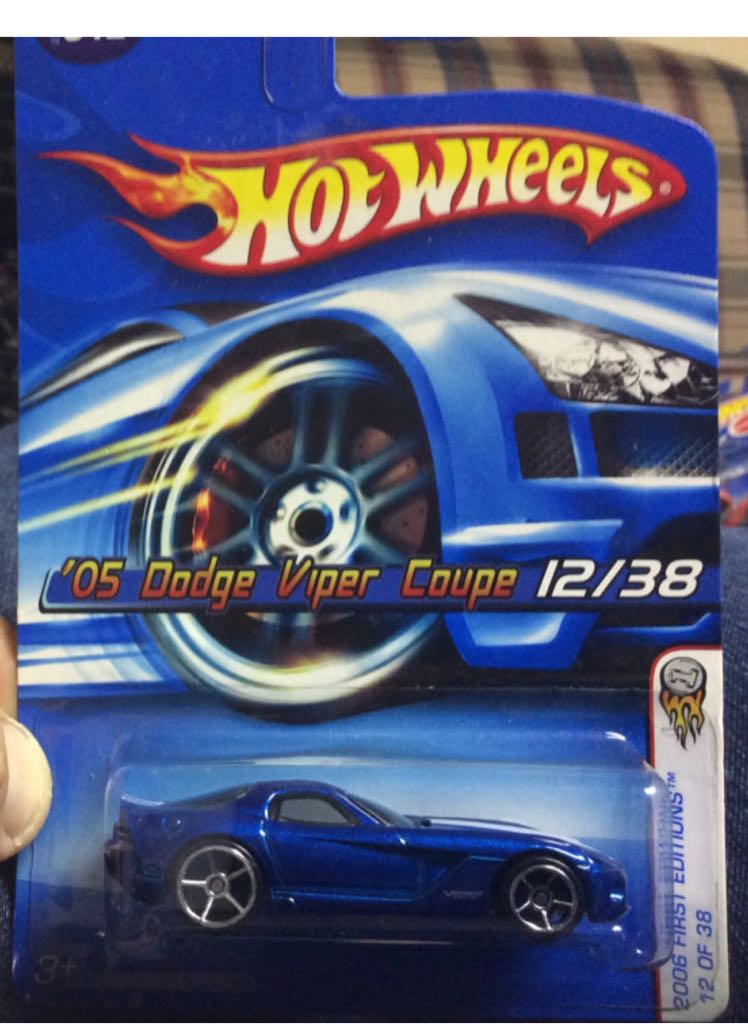 HOT WHEELS®
'05 Dodge Viper Coupe 12/38
2006 FIRST EDITIONS™
12 OF 38
3+